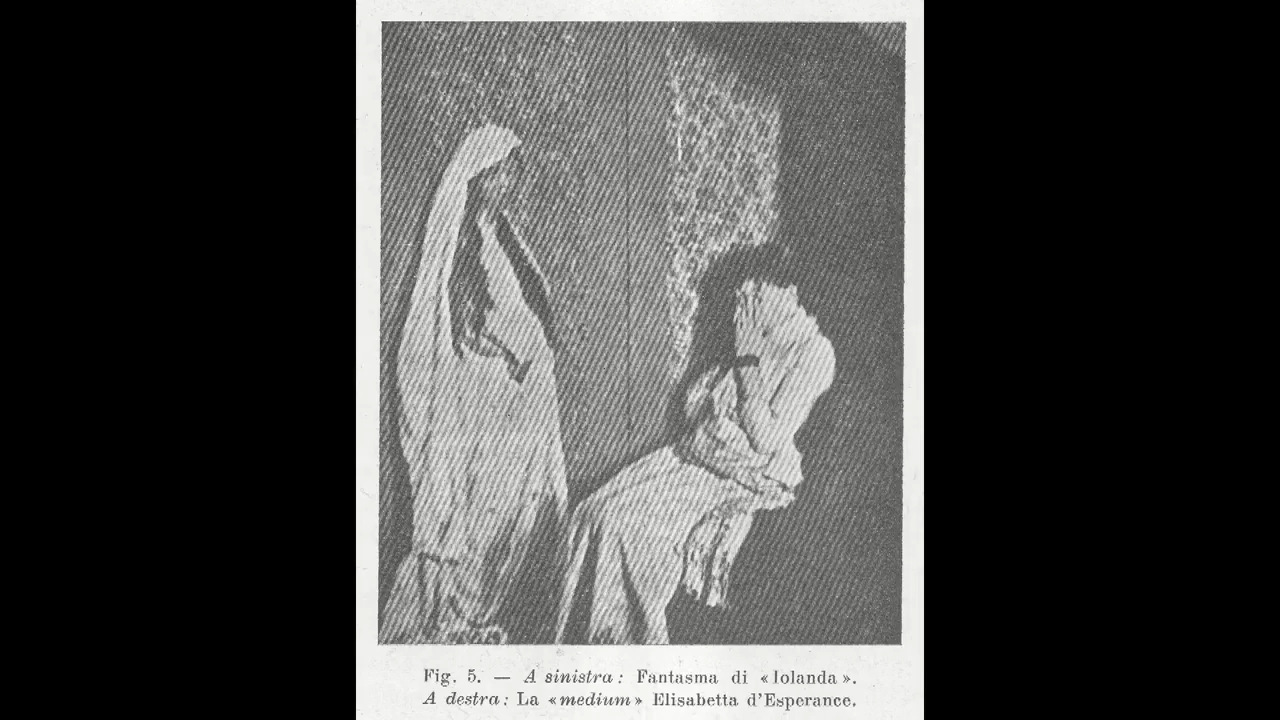 Fig. 5. — A sinistra: Fantasma di «Iolanda».
A destra: La «medium» Elisabetta d'Esperance.